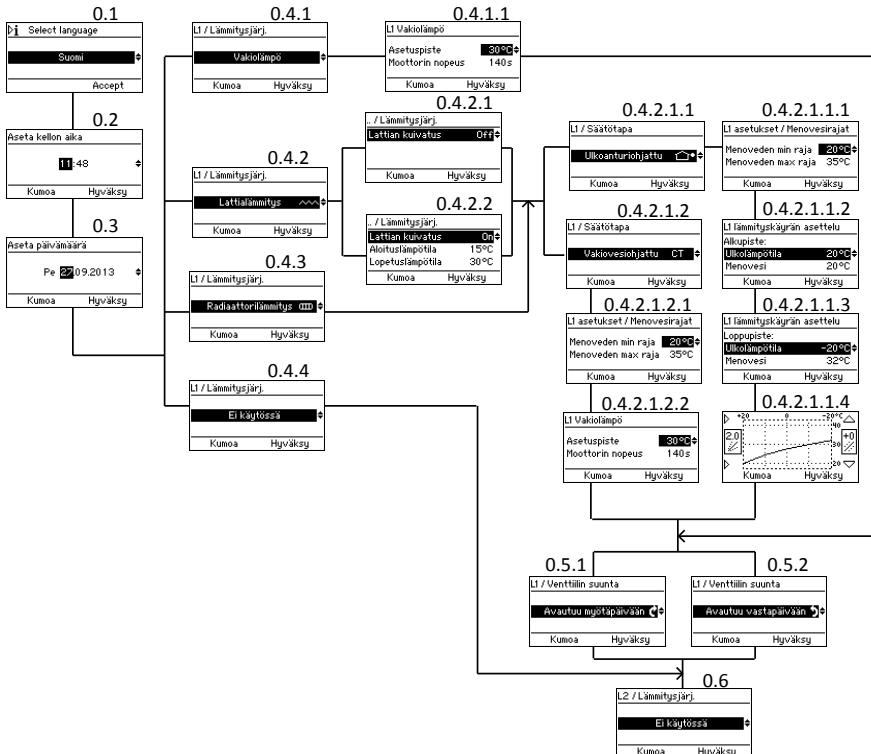 0.1
Select language
Suomi
Accept
0.2
Aseta kellon aika
11:48
Kumoa Hyväksy
0.3
Aseta päivämäärä
Pe 27.09.2013
Kumoa Hyväksy
0.4.1
L1 / Lämmitysjärj.
Vakiolämpö
Kumoa Hyväksy
0.4.1.1
L1 Vakiolämpö
Asetuspiste 30°C
Moottorin nopeus 140s
Kumoa Hyväksy
0.4.2
L1 / Lämmitysjärj.
Lattialämmitys
Kumoa Hyväksy
0.4.2.1
.. / Lämmitysjärj.
Lattian kuivatus Off
Kumoa Hyväksy
0.4.2.2
.. / Lämmitysjärj.
Lattian kuivatus On
Aloituslämpötila 15°C
Lopetuslämpötila 30°C
Kumoa Hyväksy
0.4.3
L1 / Lämmitysjärj.
Radiaattorilämmitys
Kumoa Hyväksy
0.4.4
L1 / Lämmitysjärj.
Ei käytössä
Kumoa Hyväksy
0.4.2.1.1
L1 / Säätötapa
Ulkoanturiohjattu
Kumoa Hyväksy
0.4.2.1.2
L1 / Säätötapa
Vakiovesiohjattu CT
Kumoa Hyväksy
0.4.2.1.2.1
L1 asetukset / Menovesirajat
Menoveden min raja 20°C
Menoveden max raja 35°C
Kumoa Hyväksy
0.4.2.1.2.2
L1 Vakiolämpö
Asetuspiste 30°C
Moottorin nopeus 140s
Kumoa Hyväksy
0.4.2.1.1.1
L1 asetukset / Menovesirajat
Menoveden min raja 20°C
Menoveden max raja 35°C
Kumoa Hyväksy
0.4.2.1.1.2
L1 lämmityskäyrän asettelu
Alkupiste:
Ulkolämpötila 20°C
Menovesi 20°C
Kumoa Hyväksy
0.4.2.1.1.3
L1 lämmityskäyrän asettelu
Loppupiste:
Ulkolämpötila -20°C
Menovesi 32°C
Kumoa Hyväksy
0.4.2.1.1.4
+20 0 -20°C
40
2.0 30 +0
20
Kumoa Hyväksy
0.5.1
L1 / Venttiilin suunta
Avautuu myötäpäivään
Kumoa Hyväksy
0.5.2
L1 / Venttiilin suunta
Avautuu vastapäivään
Kumoa Hyväksy
0.6
L2 / Lämmitysjärj.
Ei käytössä
Kumoa Hyväksy